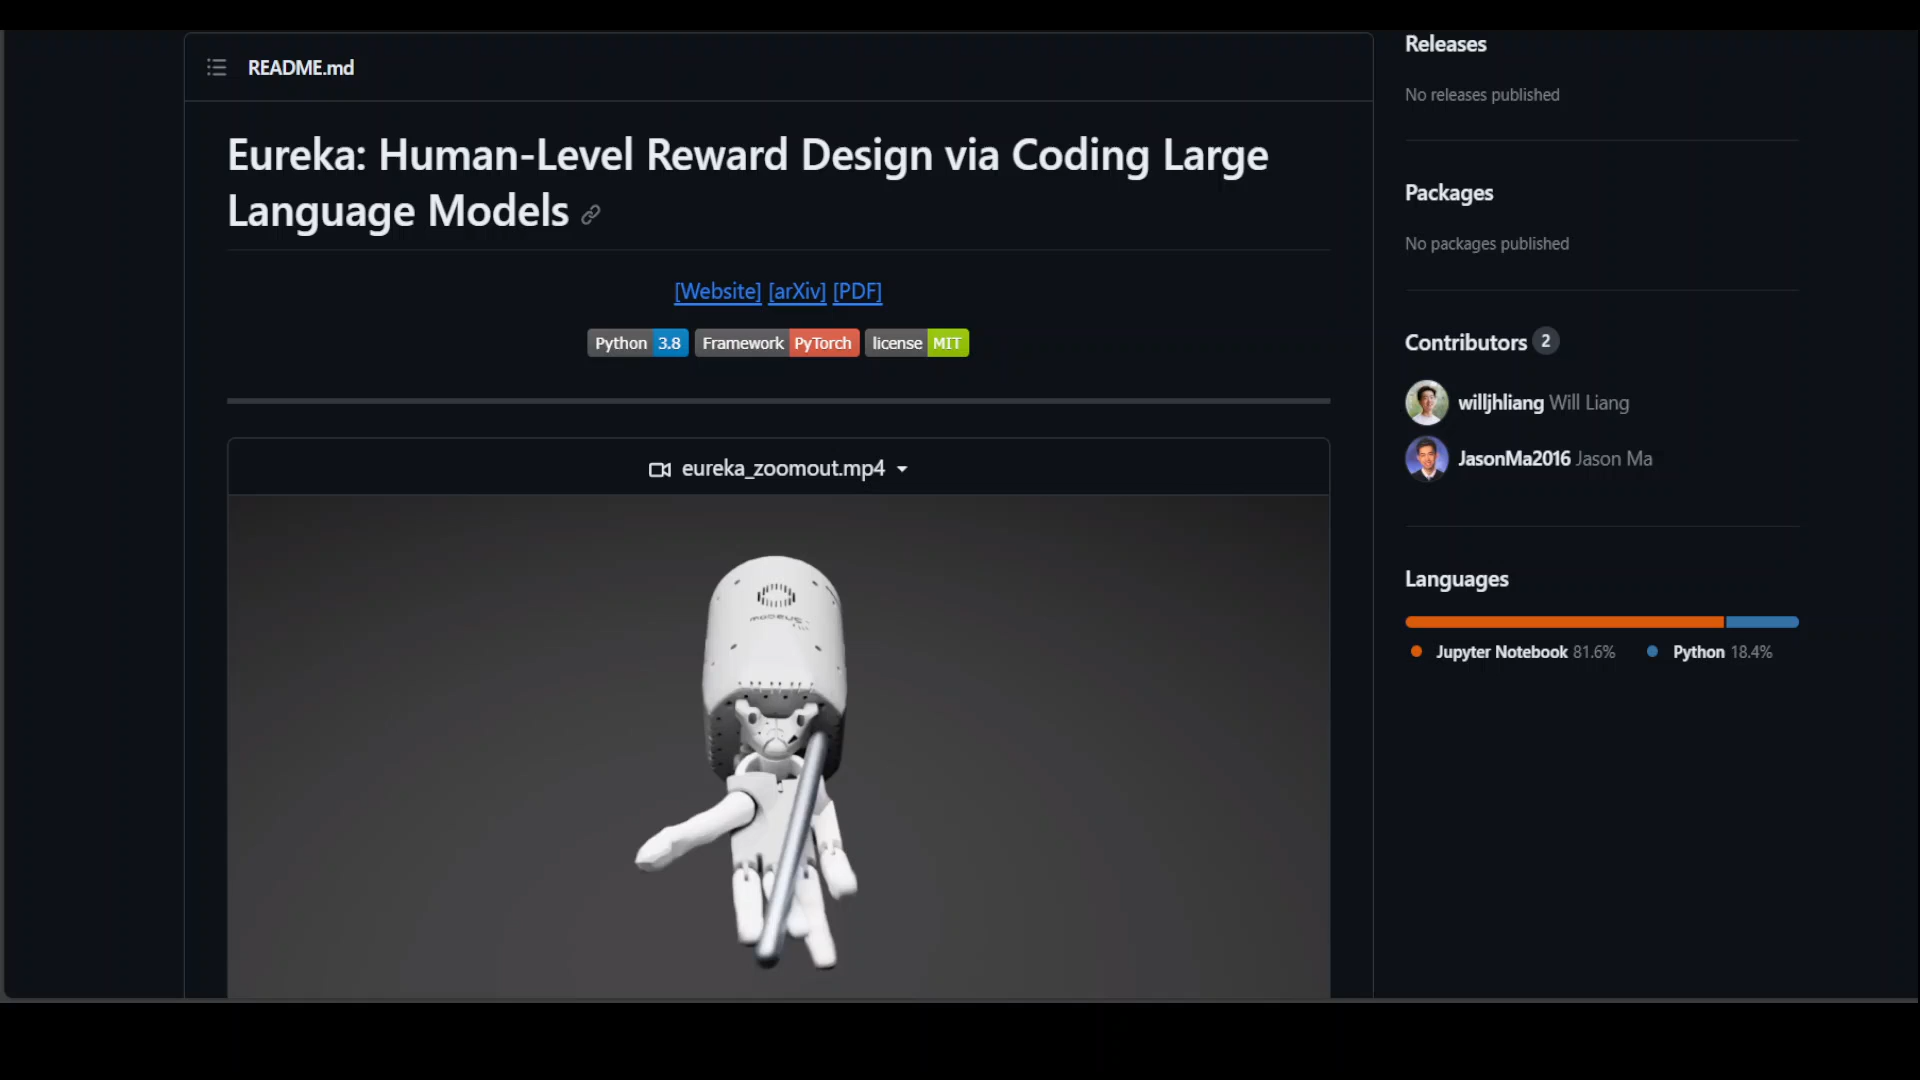 README.md
Eureka: Human-Level Reward Design via Coding Large
Language Models
[Website] [arXiv] [PDF]
Python 3.8 Framework PyTorch license MIT
eureka_zoomout.mp4
Releases
No releases published
Packages
No packages published
Contributors 2
willjhliang Will Liang
JasonMa2016 Jason Ma
Languages
Jupyter Notebook 81.6% Python 18.4%